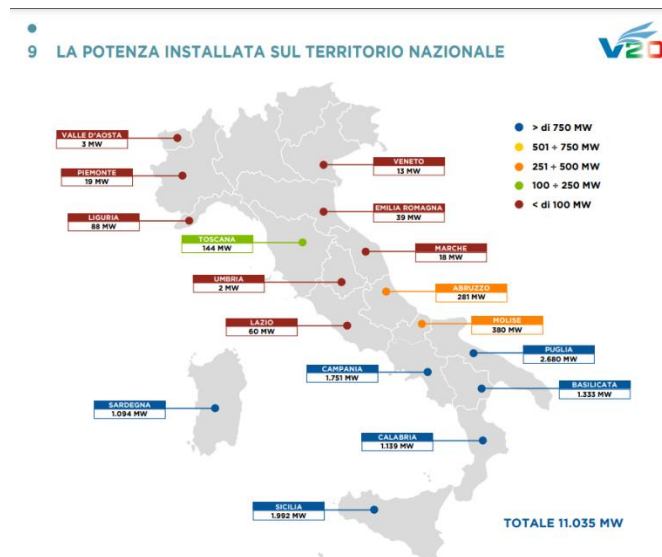 9 LA POTENZA INSTALLATA SUL TERRITORIO NAZIONALE
V20
VALLE D'AOSTA
3 MW
PIEMONTE
19 MW
LIGURIA
88 MW
TOSCANA
144 MW
UMBRIA
2 MW
LAZIO
60 MW
VENETO
13 MW
EMILIA ROMAGNA
39 MW
MARCHE
18 MW
ABRUZZO
281 MW
MOLISE
380 MW
PUGLIA
2.680 MW
CAMPANIA
1.751 MW
BASILICATA
1.333 MW
SARDEGNA
1.094 MW
CALABRIA
1.139 MW
SICILIA
1.992 MW
> di 750 MW
501 ÷ 750 MW
251 ÷ 500 MW
100 ÷ 250 MW
< di 100 MW
TOTALE 11.035 MW